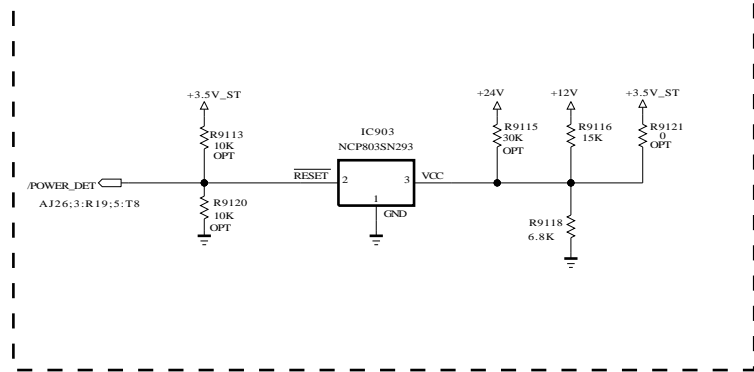 +3.5V_ST
R9113
10K
OPT
/POWER_DET
AJ26;3:R19;5:T8
R9120
10K
OPT
IC903
NCP803SN293
RESET
2
3
VCC
1
GND
+24V
R9115
30K
OPT
+12V
R9116
15K
+3.5V_ST
R9121
0
OPT
R9118
6.8K